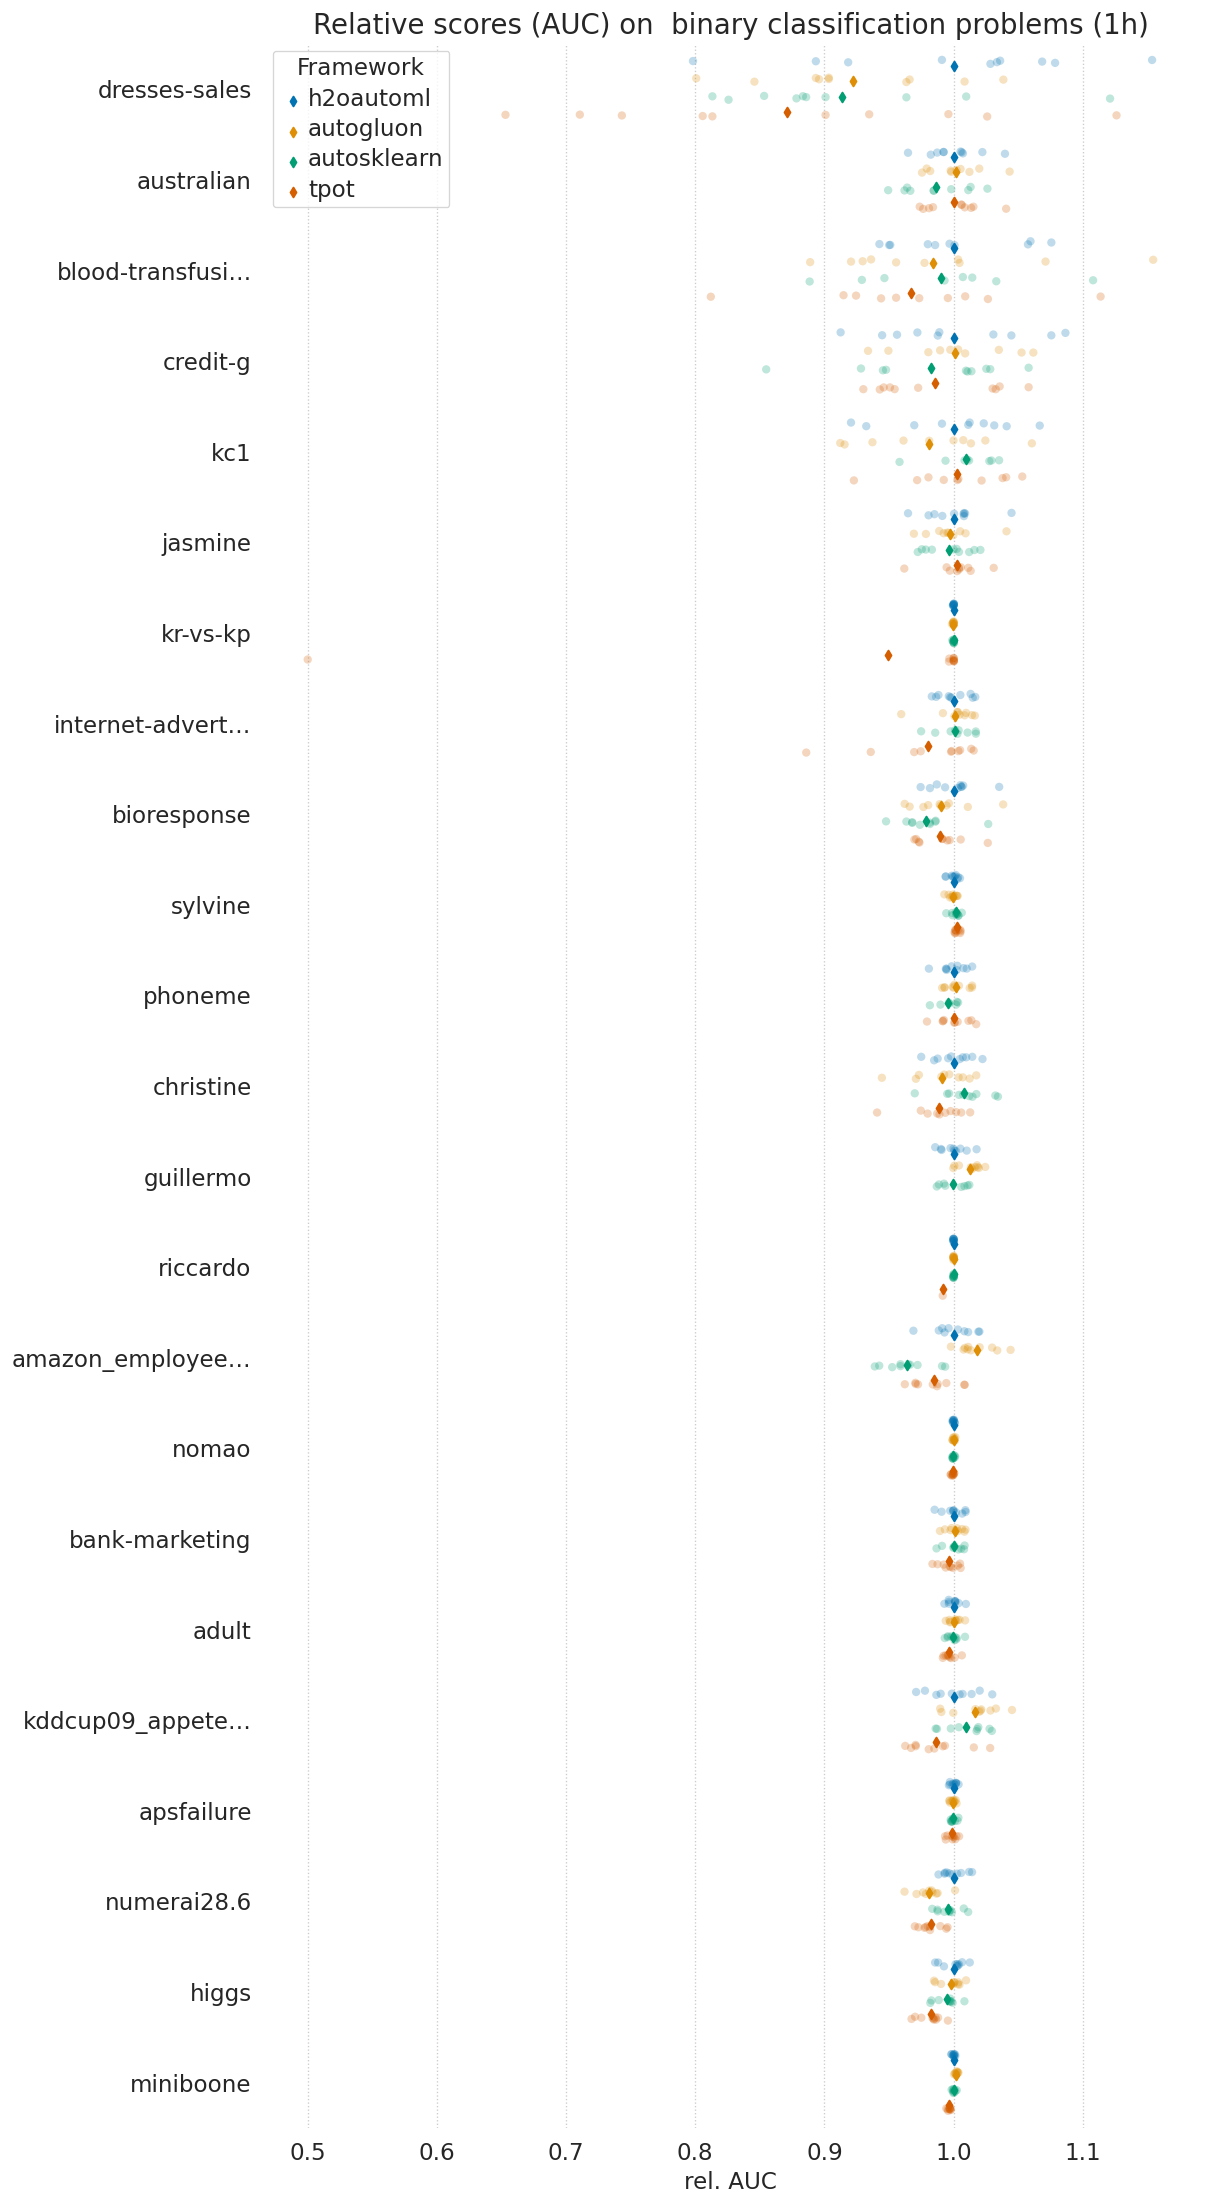 Relative scores (AUC) on  binary classification problems (1h)
Framework
h2oautoml
autogluon
autosklearn
tpot
dresses-sales
australian
blood-transfusi…
credit-g
kc1
jasmine
kr-vs-kp
internet-advert…
bioresponse
sylvine
phoneme
christine
guillermo
riccardo
amazon_employee…
nomao
bank-marketing
adult
kddcup09_appete…
apsfailure
numerai28.6
higgs
miniboone
0.5 0.6 0.7 0.8 0.9 1.0 1.1
rel. AUC